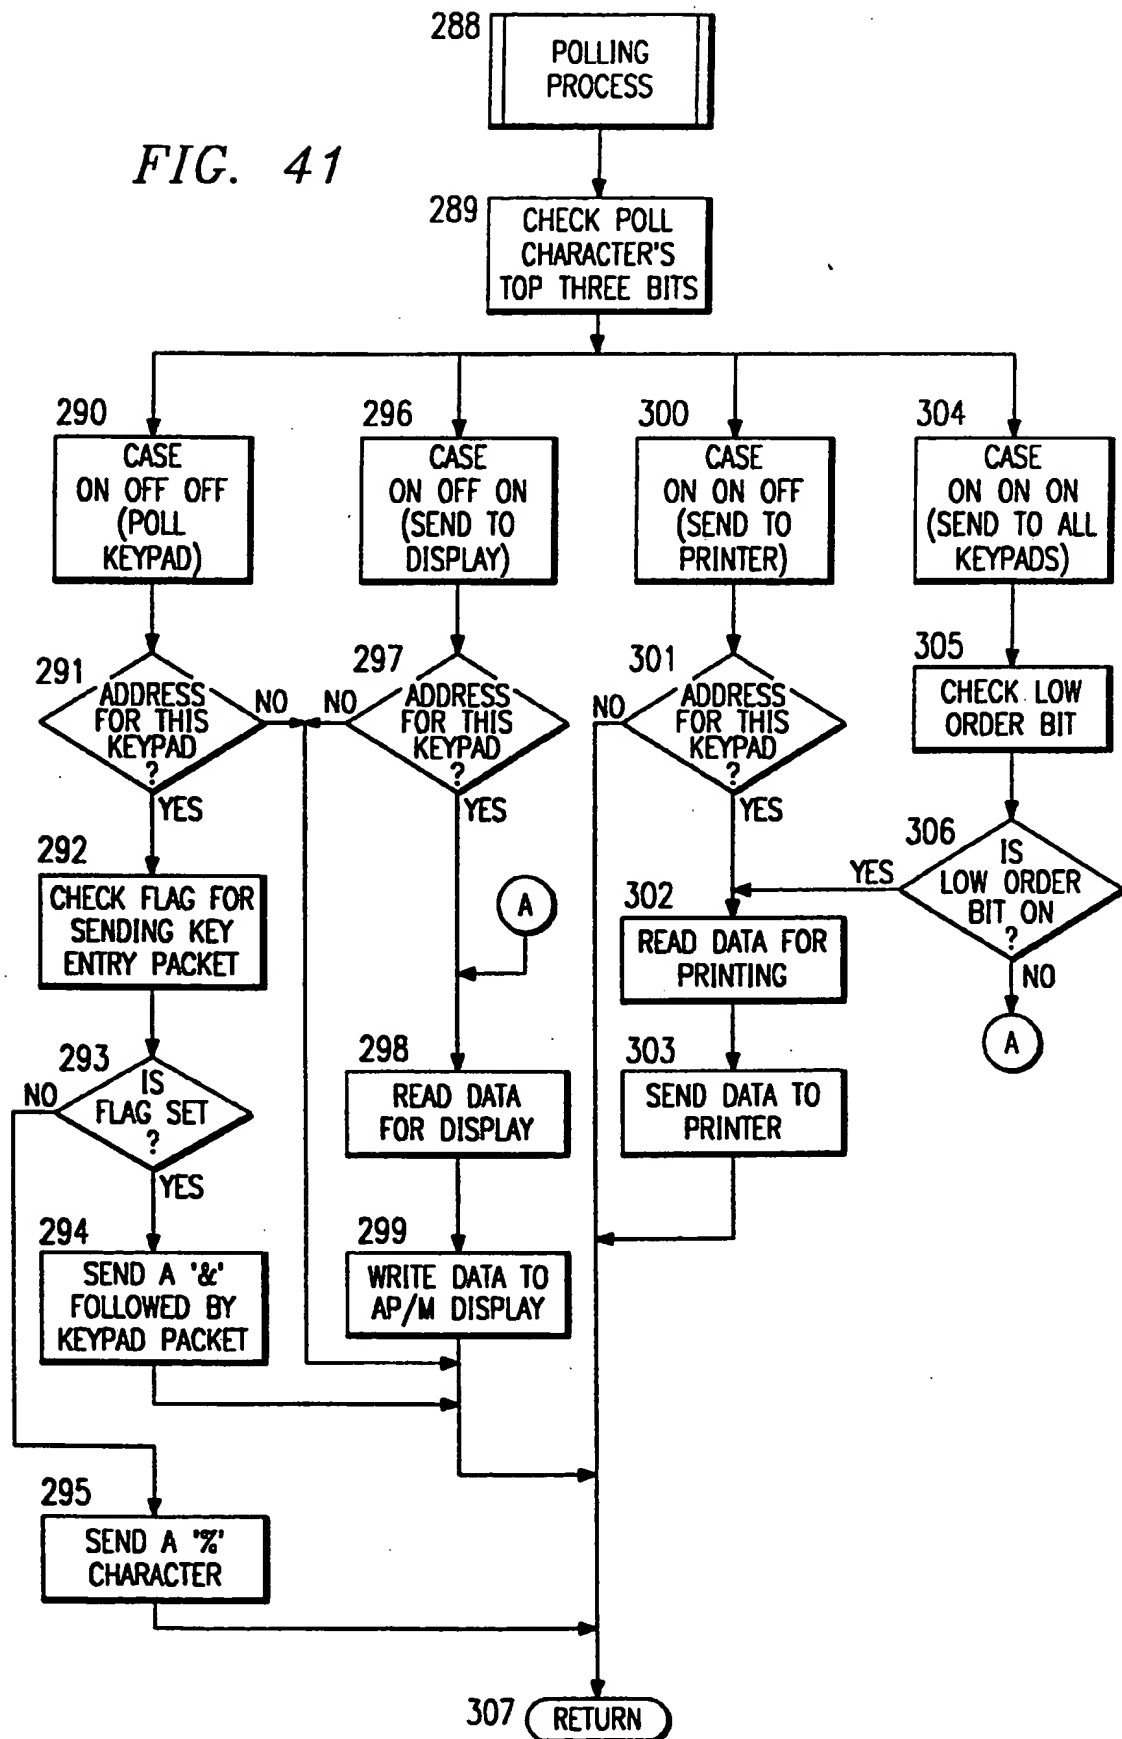 288
POLLING
PROCESS
FIG. 41
289
CHECK POLL
CHARACTER'S
TOP THREE BITS
290
CASE
ON OFF OFF
(POLL
KEYPAD)
296
CASE
ON OFF ON
(SEND TO
DISPLAY)
300
CASE
ON ON OFF
(SEND TO
PRINTER)
304
CASE
ON ON ON
(SEND TO ALL
KEYPADS)
291
ADDRESS
FOR THIS
KEYPAD
?
NO
YES
297
ADDRESS
FOR THIS
KEYPAD
?
NO
YES
301
ADDRESS
FOR THIS
KEYPAD
?
NO
YES
305
CHECK LOW
ORDER BIT
306
IS
LOW ORDER
BIT ON
?
YES
NO
A
292
CHECK FLAG FOR
SENDING KEY
ENTRY PACKET
A
302
READ DATA FOR
PRINTING
293
IS
FLAG SET
?
NO
YES
298
READ DATA
FOR DISPLAY
303
SEND DATA TO
PRINTER
294
SEND A '&'
FOLLOWED BY
KEYPAD PACKET
299
WRITE DATA TO
AP/M DISPLAY
295
SEND A '%'
CHARACTER
307
RETURN